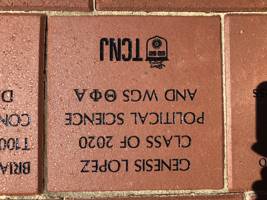 GENESIS LOPEZ
CLASS OF 2020
POLITICAL SCIENCE
AND WGS ΘΦΑ
TCNJ